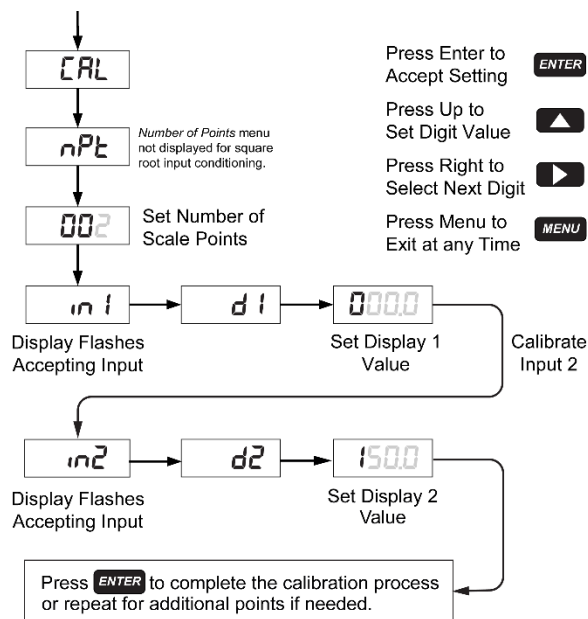 CAL
nPt
Number of Points menu
not displayed for square
root input conditioning.
002
Set Number of
Scale Points
Press Enter to
Accept Setting
ENTER
Press Up to
Set Digit Value
Press Right to
Select Next Digit
Press Menu to
Exit at any Time
MENU
in1
d1
000.0
Display Flashes
Accepting Input
Set Display 1
Value
Calibrate
Input 2
in2
d2
150.0
Display Flashes
Accepting Input
Set Display 2
Value
Press ENTER to complete the calibration process
or repeat for additional points if needed.